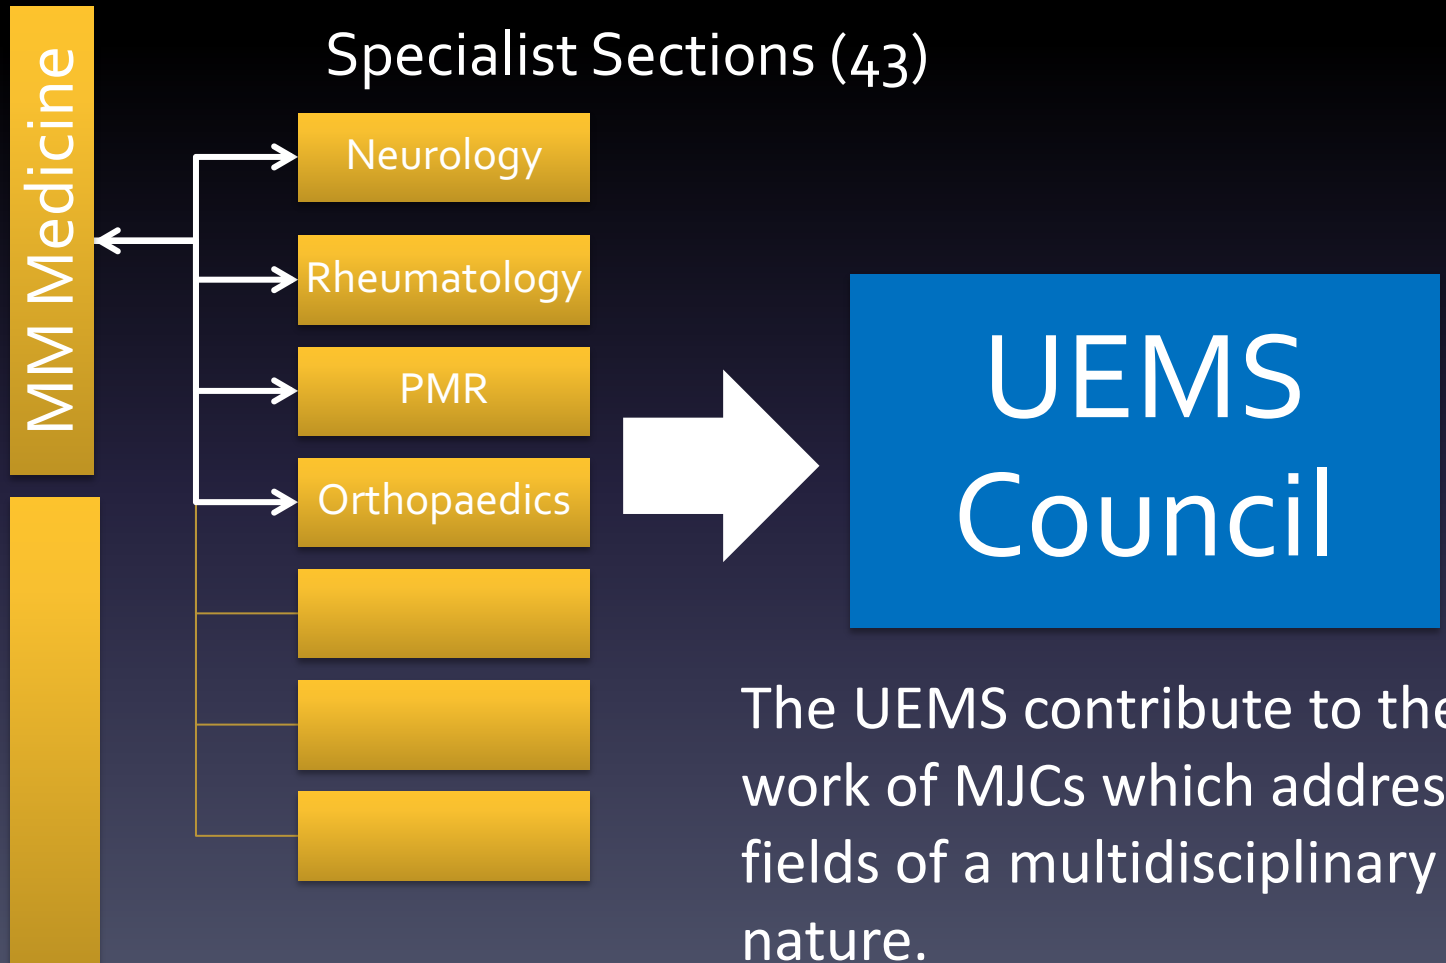 MM Medicine
Specialist Sections (43)
Neurology
Rheumatology
PMR
Orthopaedics
UEMS
Council
The UEMS contribute to the
work of MJCs which addres
fields of a multidisciplinary
nature.